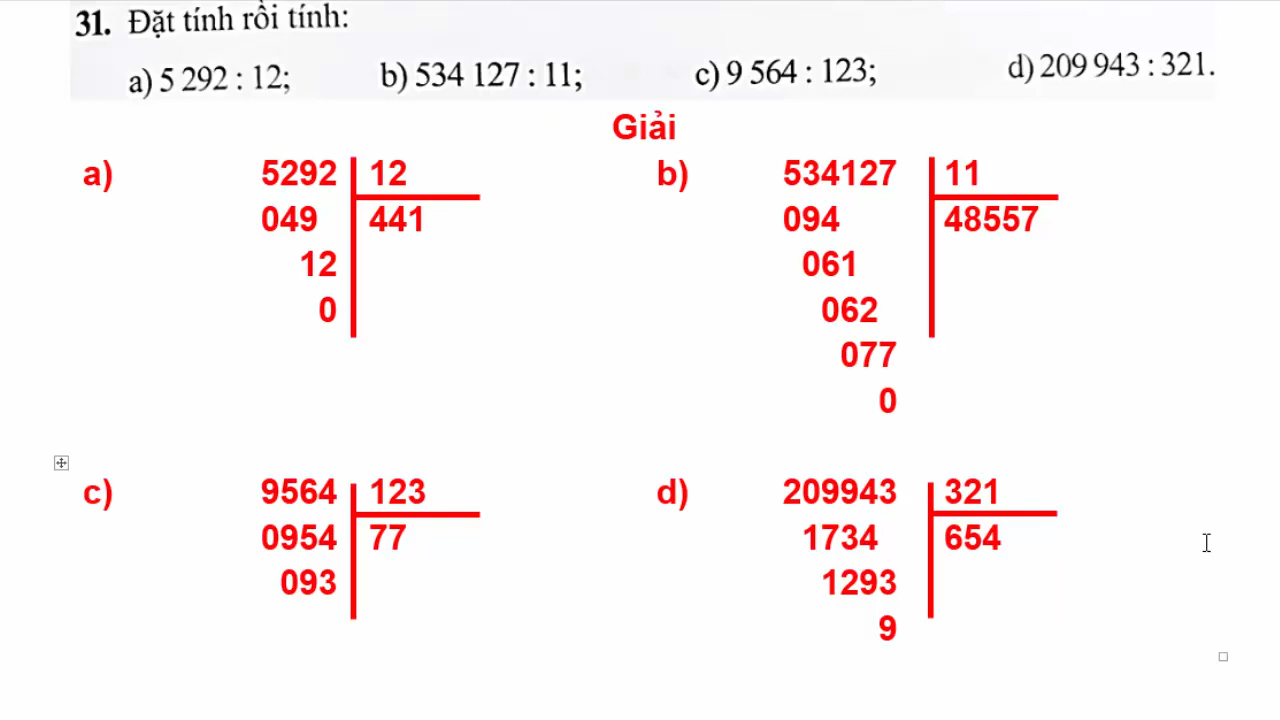 31. Đặt tính rồi tính:
a) 5 292 : 12; b) 534 127 : 11; c) 9 564 : 123; d) 209 943 : 321.
Giải
a) 5292 12
049 441
12
0
b) 534127 11
094 48557
061
062
077
0
c) 9564 123
0954 77
093
d) 209943 321
1734 654
1293
9